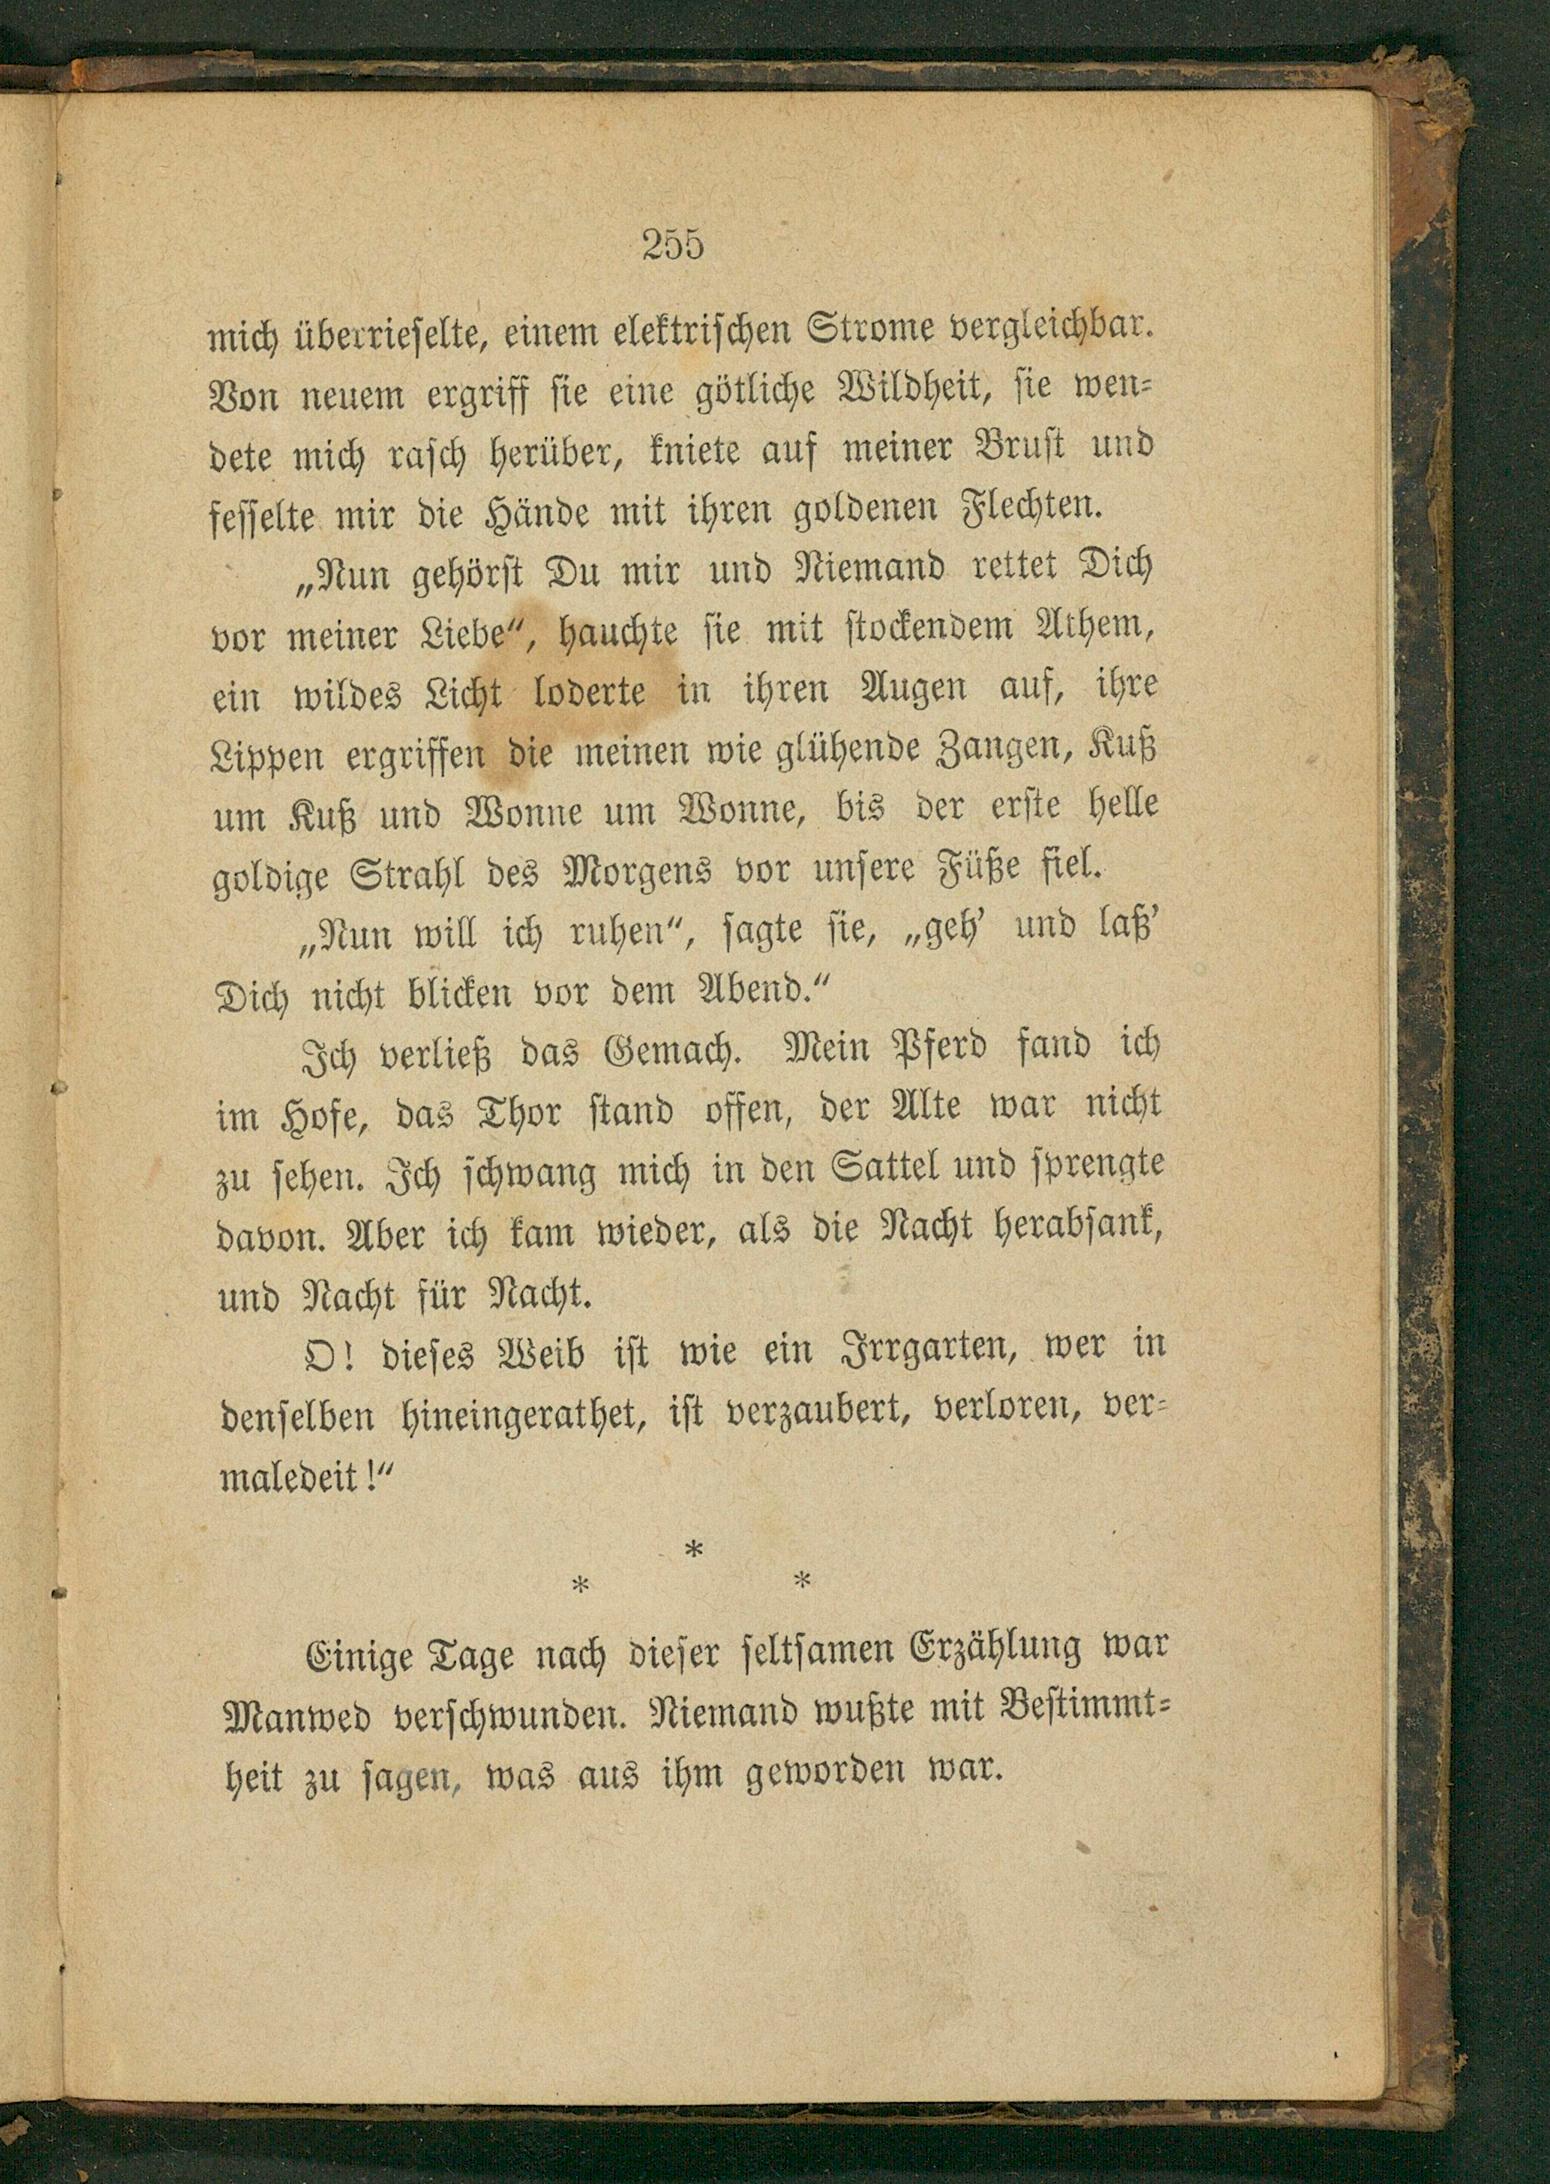 255
mich überrieselte, einem elektrischen Strome vergleichbar.
Von neuem ergriff sie eine götliche Wildheit, sie wen-
dete mich rasch herüber, kniete auf meiner Brust und
fesselte mir die Hände mit ihren goldenen Flechten.
„Nun gehörst Du mir und Niemand rettet Dich
vor meiner Liebe“, hauchte sie mit stockendem Athem,
ein wildes Licht loderte in ihren Augen auf, ihre
Lippen ergriffen die meinen wie glühende Zangen, Kuß
um Kuß und Wonne um Wonne, bis der erste helle
goldige Strahl des Morgens vor unsere Füße fiel.
„Nun will ich ruhen“, sagte sie, „geh’ und laß’
Dich nicht blicken vor dem Abend.“
Ich verließ das Gemach. Mein Pferd fand ich
im Hofe, das Thor stand offen, der Alte war nicht
zu sehen. Ich schwang mich in den Sattel und sprengte
davon. Aber ich kam wieder, als die Nacht herabsank,
und Nacht für Nacht.
O! dieses Weib ist wie ein Irrgarten, wer in
denselben hineingerathet, ist verzaubert, verloren, ver-
maledeit!“
*
* *
Einige Tage nach dieser seltsamen Erzählung war
Manwed verschwunden. Niemand wußte mit Bestimmt-
heit zu sagen, was aus ihm geworden war.